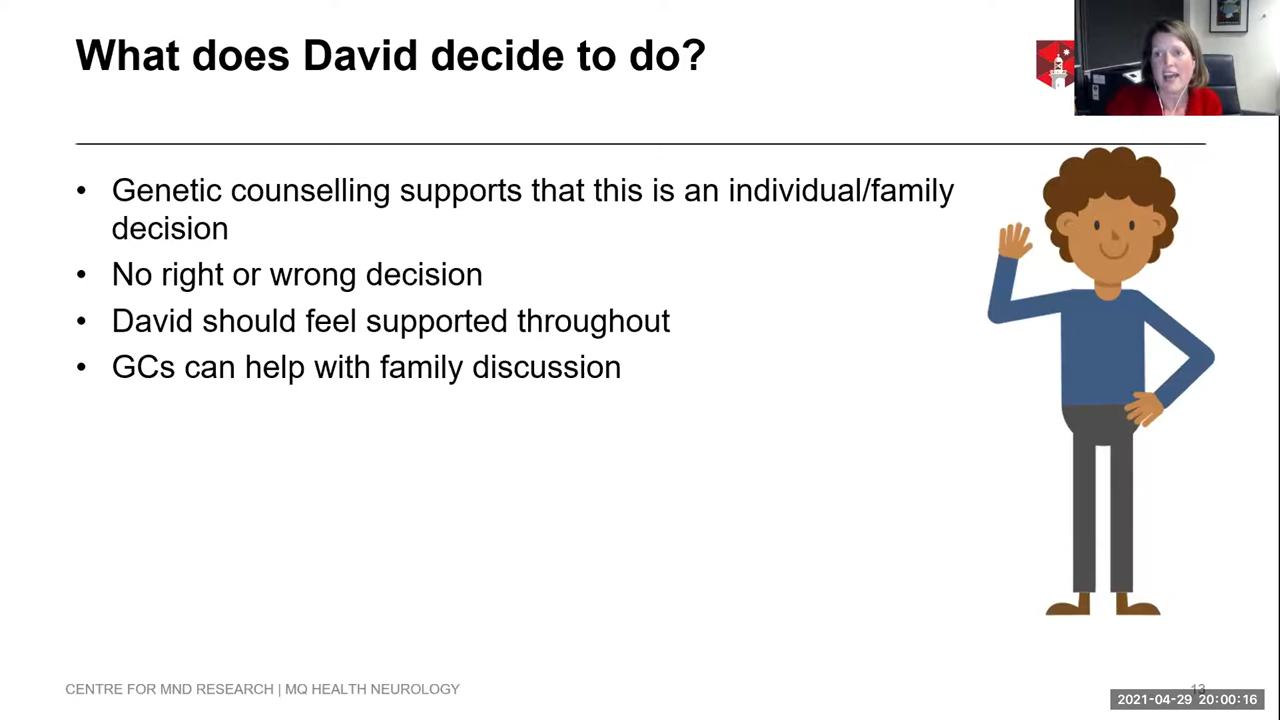 What does David decide to do?
• Genetic counselling supports that this is an individual/family
decision
• No right or wrong decision
• David should feel supported throughout
• GCs can help with family discussion
CENTRE FOR MND RESEARCH | MQ HEALTH NEUROLOGY
13
2021-04-29 20:00:16